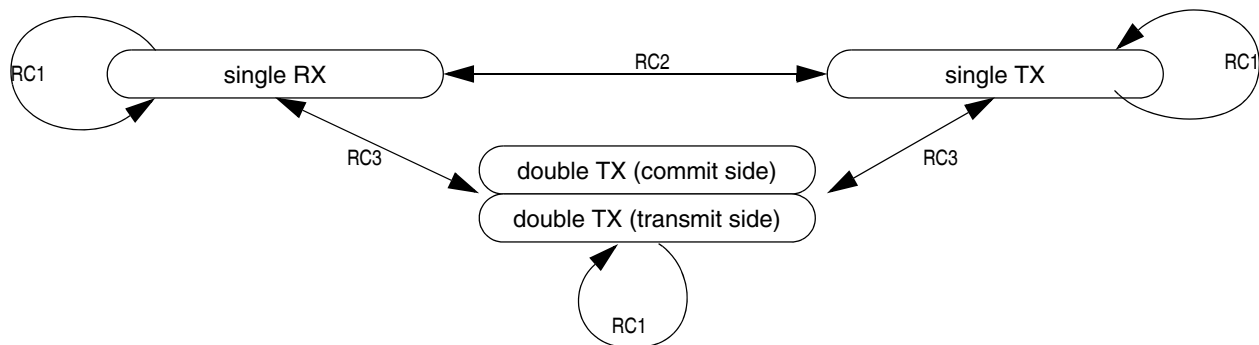 RC1
single RX
RC2
single TX
RC1
RC3
RC3
double TX (commit side)
double TX (transmit side)
RC1